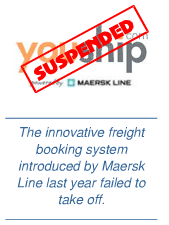 youship.com
SUSPENDED
powered by MAERSK LINE
The innovative freight
booking system
introduced by Maersk
Line last year failed to
take off.